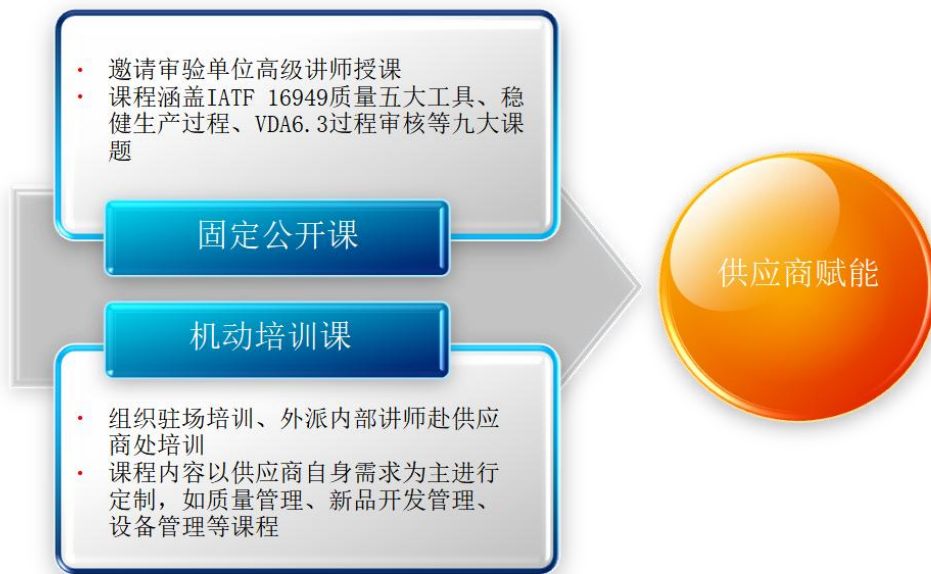 • 邀请审验单位高级讲师授课
• 课程涵盖IATF 16949质量五大工具、稳
健生产过程、VDA6.3过程审核等九大课
题
固定公开课
供应商赋能
机动培训课
• 组织驻场培训、外派内部讲师赴供应
商处培训
• 课程内容以供应商自身需求为主进行
定制，如质量管理、新品开发管理、
设备管理等课程